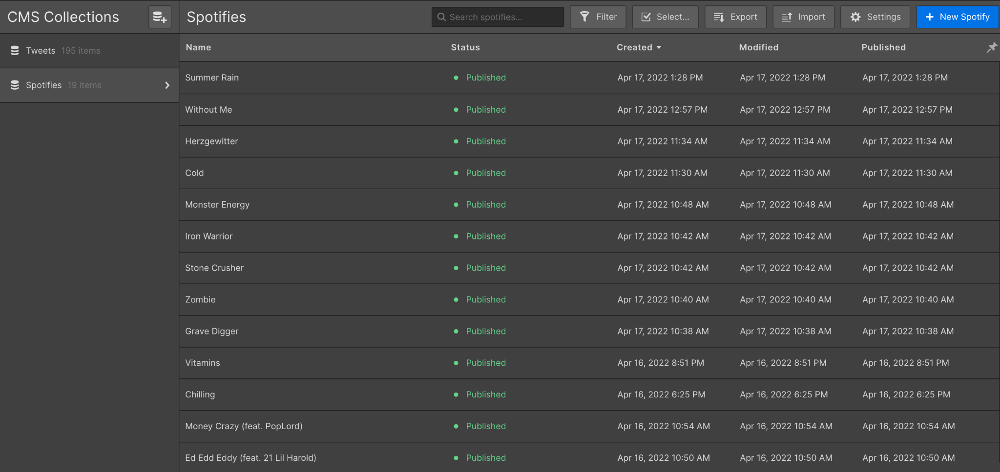 CMS Collections
Spotifies
Search spotifies...
Filter
Select...
Export
Import
Settings
New Spotify
Tweets 195 items
Spotifies 19 items
Name Status Created Modified Published
Summer Rain Published Apr 17, 2022 1:28 PM Apr 17, 2022 1:28 PM Apr 17, 2022 1:28 PM
Without Me Published Apr 17, 2022 12:57 PM Apr 17, 2022 12:57 PM Apr 17, 2022 12:57 PM
Herzgewitter Published Apr 17, 2022 11:34 AM Apr 17, 2022 11:34 AM Apr 17, 2022 11:34 AM
Cold Published Apr 17, 2022 11:30 AM Apr 17, 2022 11:30 AM Apr 17, 2022 11:30 AM
Monster Energy Published Apr 17, 2022 10:48 AM Apr 17, 2022 10:48 AM Apr 17, 2022 10:48 AM
Iron Warrior Published Apr 17, 2022 10:42 AM Apr 17, 2022 10:42 AM Apr 17, 2022 10:42 AM
Stone Crusher Published Apr 17, 2022 10:42 AM Apr 17, 2022 10:42 AM Apr 17, 2022 10:42 AM
Zombie Published Apr 17, 2022 10:40 AM Apr 17, 2022 10:40 AM Apr 17, 2022 10:40 AM
Grave Digger Published Apr 17, 2022 10:38 AM Apr 17, 2022 10:38 AM Apr 17, 2022 10:38 AM
Vitamins Published Apr 16, 2022 8:51 PM Apr 16, 2022 8:51 PM Apr 16, 2022 8:51 PM
Chilling Published Apr 16, 2022 6:25 PM Apr 16, 2022 6:25 PM Apr 16, 2022 6:25 PM
Money Crazy (feat. PopLord) Published Apr 16, 2022 10:54 AM Apr 16, 2022 10:54 AM Apr 16, 2022 10:54 AM
Ed Edd Eddy (feat. 21 Lil Harold) Published Apr 16, 2022 10:50 AM Apr 16, 2022 10:50 AM Apr 16, 2022 10:50 AM